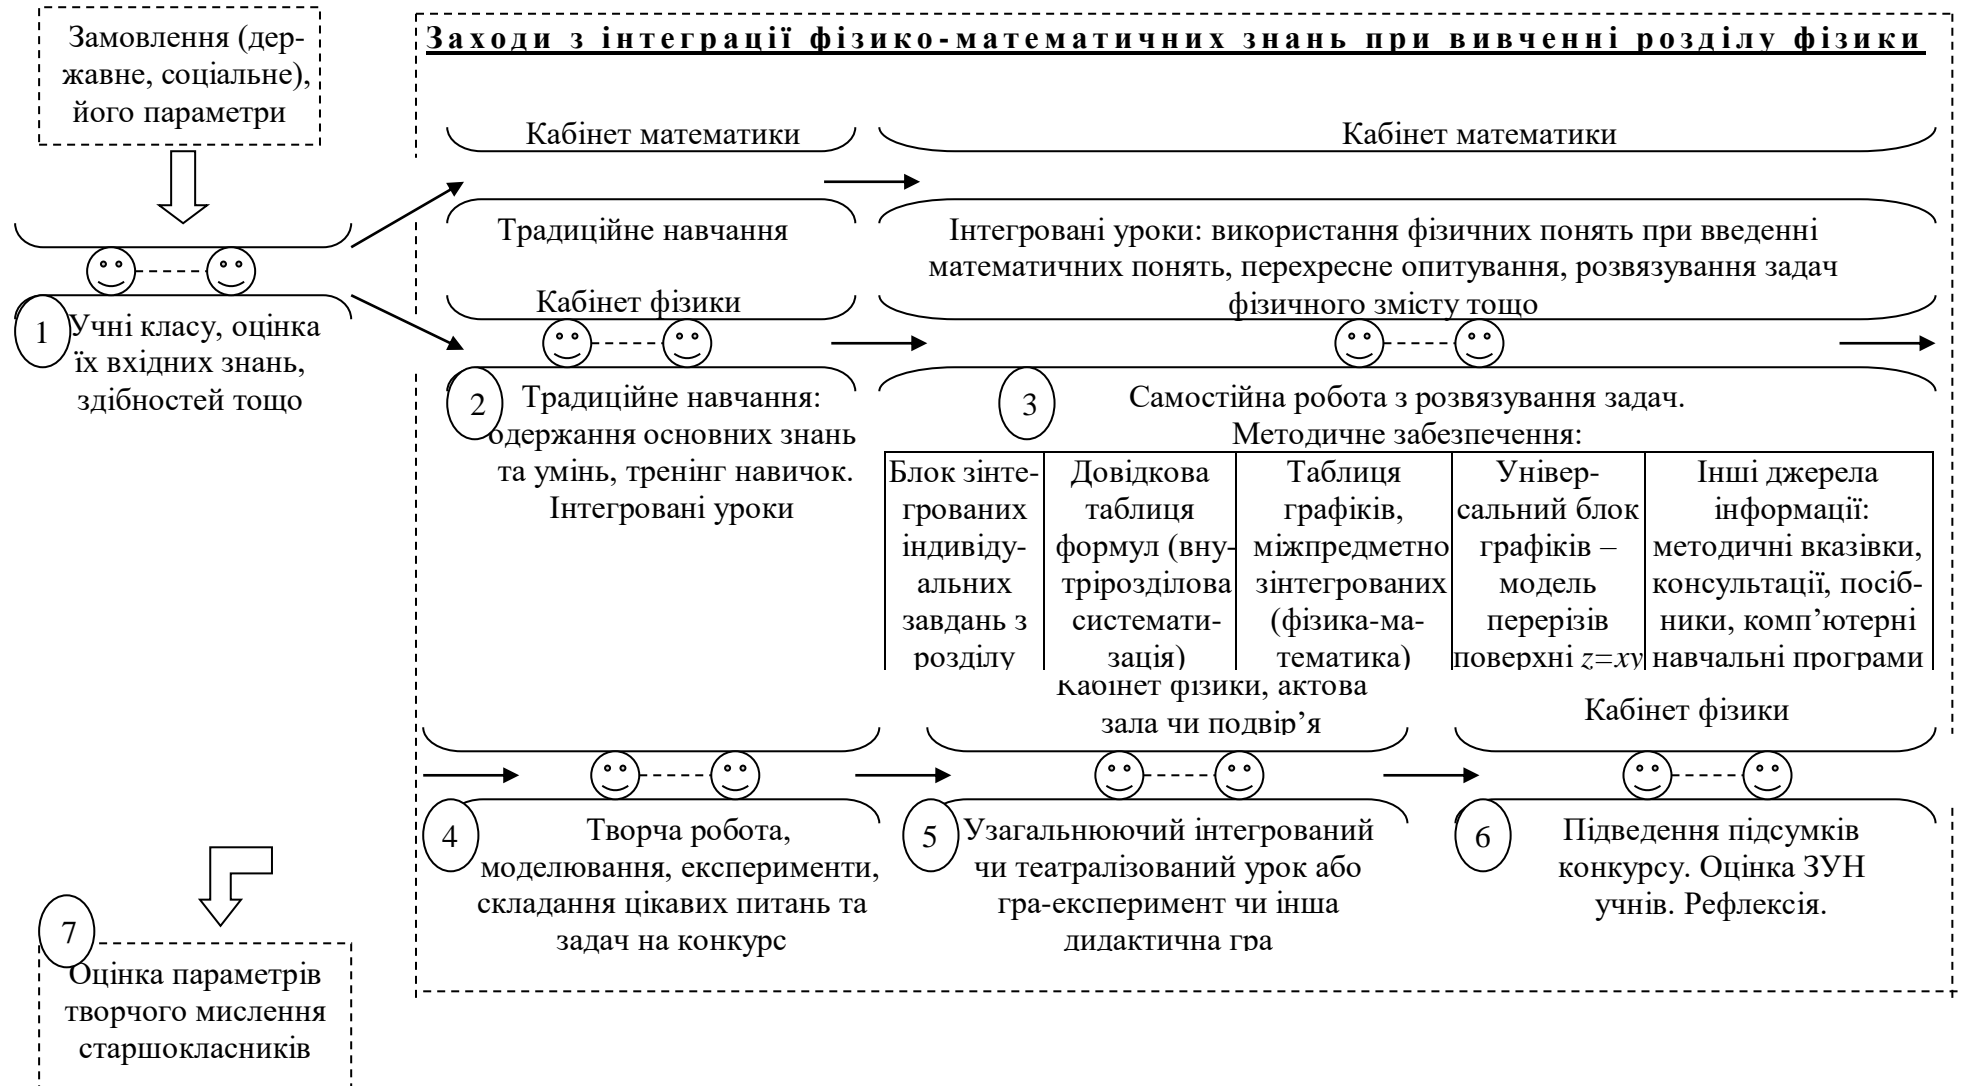 Замовлення (дер-
жавне, соціальне),
його параметри
Заходи з інтеграції фізико-математичних знань при вивченні розділу фізики
Кабінет математики
Кабінет математики
Традиційне навчання
Інтегровані уроки: використання фізичних понять при введенні
математичних понять, перехресне опитування, розвязування задач
фізичного змісту тощо
Кабінет фізики
1
Учні класу, оцінка
їх вхідних знань,
здібностей тощо
2
Традиційне навчання:
одержання основних знань
та умінь, тренінг навичок.
Інтегровані уроки
3
Самостійна робота з розвязування задач.
Методичне забезпечення:
Блок зінте-
грованих
індивіду-
альних
завдань з
розділу
Довідкова
таблиця
формул (вну-
трірозділова
системати-
зація)
Таблиця
графіків,
міжпредметно
зінтегрованих
(фізика-ма-
тематика)
Універ-
сальний блок
графіків –
модель
перерізів
поверхні z=xy
Інші джерела
інформації:
методичні вказівки,
консультації, посіб-
ники, комп’ютерні
навчальні програми
Кабінет фізики, актова
зала чи подвір’я
Кабінет фізики
4
Творча робота,
моделювання, експерименти,
складання цікавих питань та
задач на конкурс
5
Узагальнюючий інтегрований
чи театралізований урок або
гра-експеримент чи інша
дидактична гра
6
Підведення підсумків
конкурсу. Оцінка ЗУН
учнів. Рефлексія.
7
Оцінка параметрів
творчого мислення
старшокласників